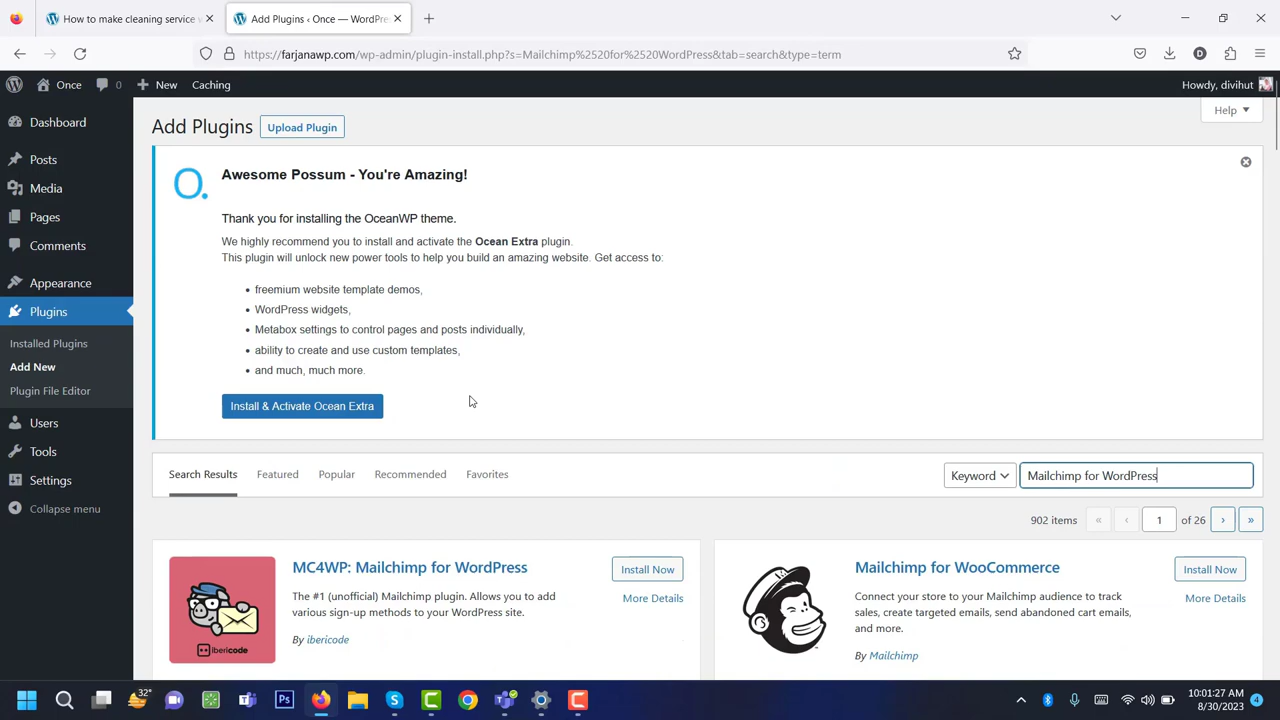 How to make cleaning service w
Add Plugins ‹ Once — WordPre
https://farjanawp.com/wp-admin/plugin-install.php?s=Mailchimp%2520for%2520WordPress&tab=search&type=term
Once
0
New
Caching
Howdy, divihut
Dashboard
Posts
Media
Pages
Comments
Appearance
Plugins
Installed Plugins
Add New
Plugin File Editor
Users
Tools
Settings
Collapse menu
Help
Add Plugins
Upload Plugin
O.
Awesome Possum - You're Amazing!
Thank you for installing the OceanWP theme.
We highly recommend you to install and activate the Ocean Extra plugin.
This plugin will unlock new power tools to help you build an amazing website. Get access to:
• freemium website template demos,
• WordPress widgets,
• Metabox settings to control pages and posts individually,
• ability to create and use custom templates,
• and much, much more.
Install & Activate Ocean Extra
Search Results Featured Popular Recommended Favorites
Keyword
Mailchimp for WordPress
902 items « ‹ 1 of 26 › »
MC4WP: Mailchimp for WordPress
Install Now
The #1 (unofficial) Mailchimp plugin. Allows you to add
various sign-up methods to your WordPress site.
More Details
By ibericode
ibericode
Mailchimp for WooCommerce
Install Now
Connect your store to your Mailchimp audience to track
sales, create targeted emails, send abandoned cart emails,
and more.
More Details
By Mailchimp
32°
Ps
10:01:27 AM
8/30/2023
4